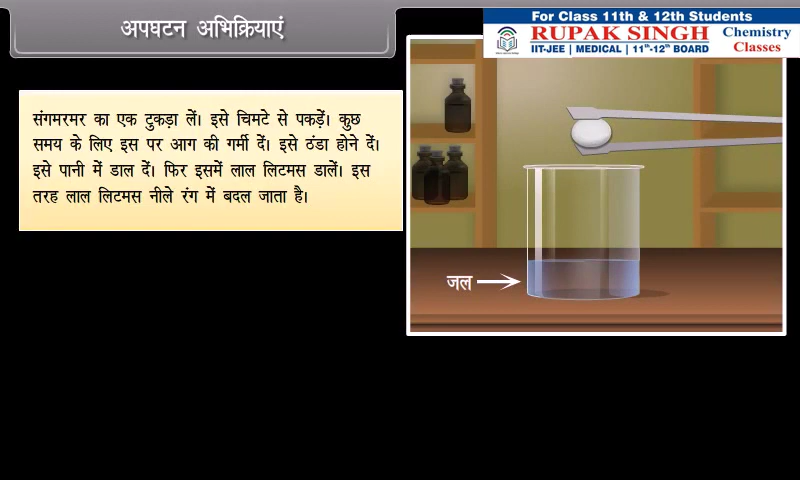 अपघटन अभिक्रियाएं
For Class 11th & 12th Students
RUPAK SINGH
Chemistry
Classes
IIT-JEE | MEDICAL | 11th-12th BOARD
संगमरमर का एक टुकड़ा लें। इसे चिमटे से पकड़ें। कुछ
समय के लिए इस पर आग की गर्मी दें। इसे ठंडा होने दें।
इसे पानी में डाल दें। फिर इसमें लाल लिटमस डालें। इस
तरह लाल लिटमस नीले रंग में बदल जाता है।
जल